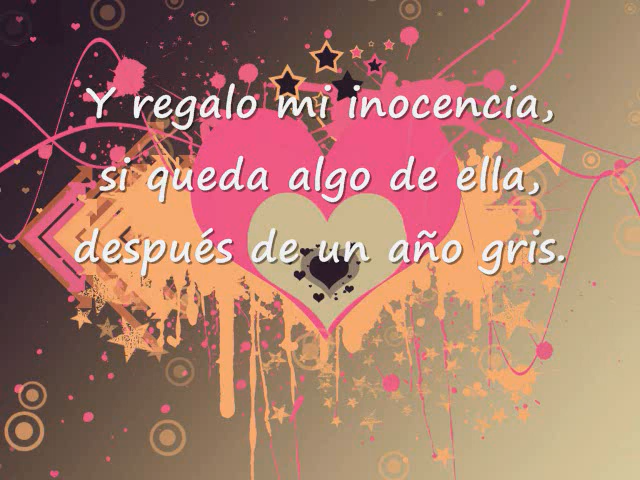 Y regalo mi inocencia,
si queda algo de ella,
después de un año gris.